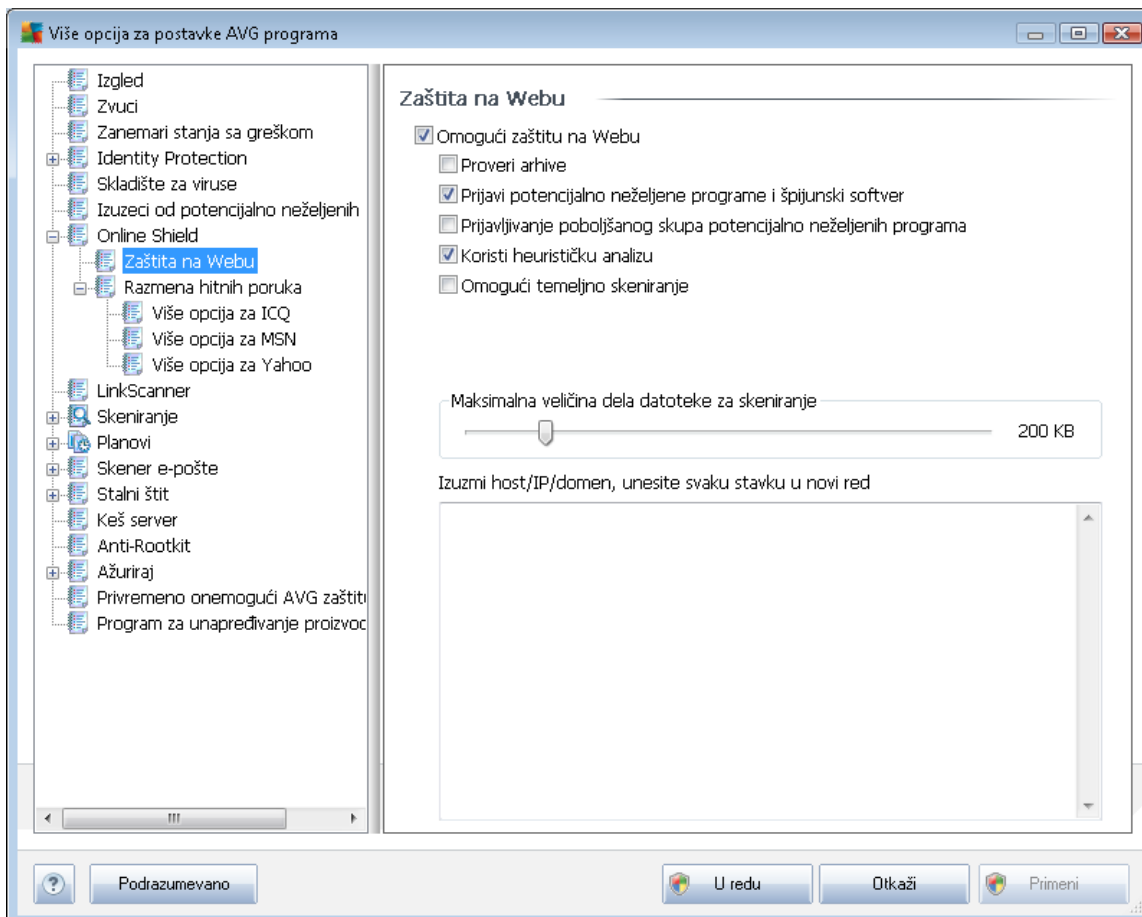 Više opcija za postavke AVG programa
Izgled
Zvuci
Zanemari stanja sa greškom
Identity Protection
Skladište za viruse
Izuzeci od potencijalno neželjenih
Online Shield
Zaštita na Webu
Razmena hitnih poruka
Više opcija za ICQ
Više opcija za MSN
Više opcija za Yahoo
LinkScanner
Skeniranje
Planovi
Skener e-pošte
Stalni štit
Keš server
Anti-Rootkit
Ažuriraj
Privremeno onemogući AVG zaštitu
Program za unapređivanje proizvod
Zaštita na Webu
Omogući zaštitu na Webu
Proveri arhive
Prijavi potencijalno neželjene programe i špijunski softver
Prijavljivanje poboljšanog skupa potencijalno neželjenih programa
Koristi heurističku analizu
Omogući temeljno skeniranje
Maksimalna veličina dela datoteke za skeniranje
200 KB
Izuzmi host/IP/domen, unesite svaku stavku u novi red
?
Podrazumevano
U redu
Otkaži
Primeni